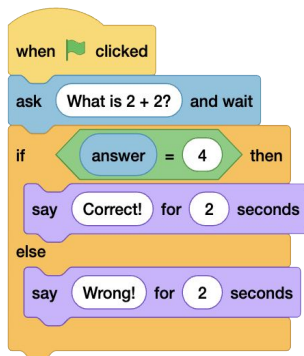 when clicked
ask What is 2 + 2? and wait
if answer = 4 then
say Correct! for 2 seconds
else
say Wrong! for 2 seconds